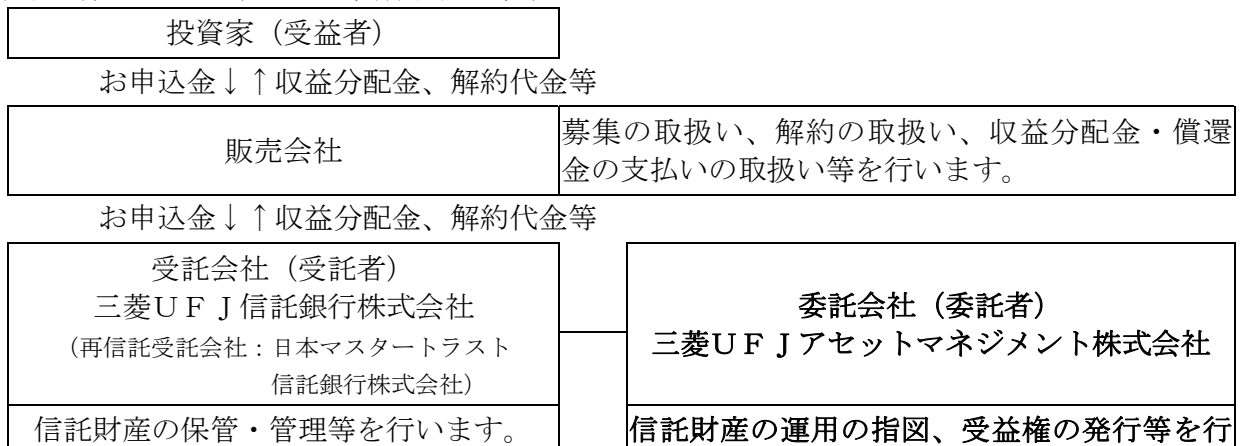 投資家(受益者)
お申込金↓↑収益分配金、解約代金等
販売会社
募集の取扱い、解約の取扱い、収益分配金・償還
金の支払いの取扱い等を行います。
お申込金↓↑収益分配金、解約代金等
受託会社(受託者)
三菱UFJ信託銀行株式会社
(再信託受託会社:日本マスタートラスト
信託銀行株式会社)
委託会社(委託者)
三菱UFJアセットマネジメント株式会社
信託財産の保管・管理等を行います。
信託財産の運用の指図、受益権の発行等を行